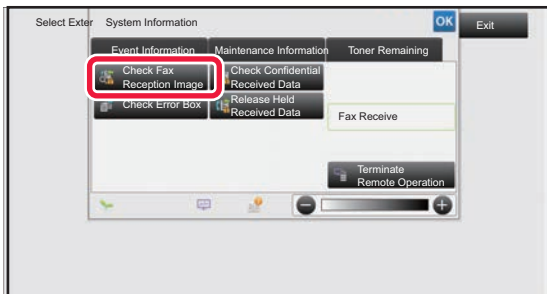 Select Exter
System Information
OK
Exit
Event Information
Maintenance Information
Toner Remaining
Check Fax
Reception Image
Check Confidential
Received Data
Check Error Box
Release Held
Received Data
Fax Receive
Terminate
Remote Operation